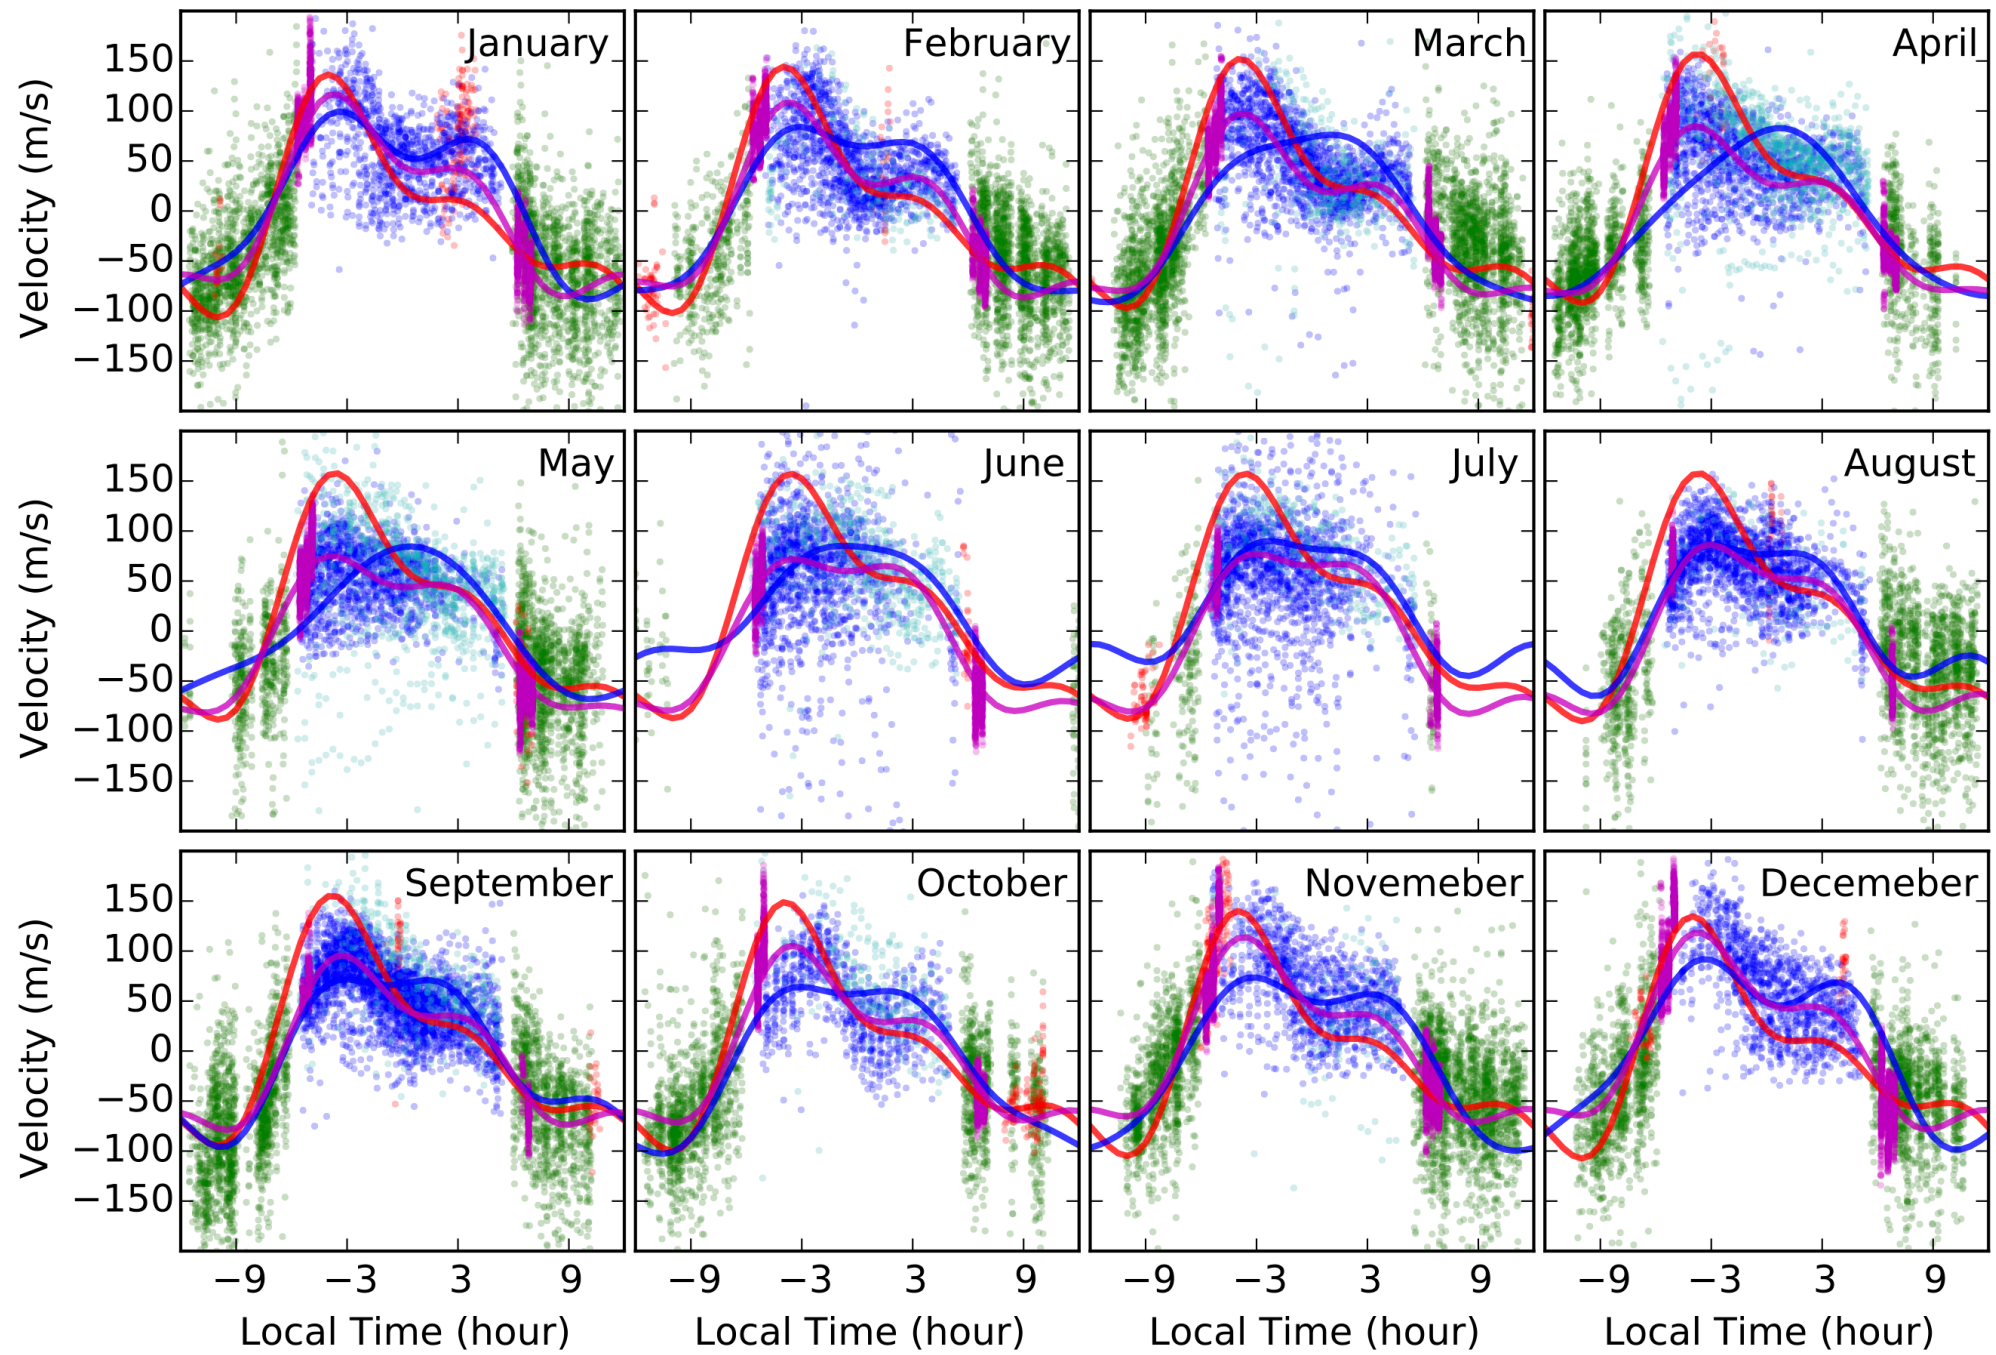 January
February
March
April
150
100
50
0
−50
−100
−150
Velocity (m/s)
May
June
July
August
150
100
50
0
−50
−100
−150
Velocity (m/s)
September
October
Novemeber
Decemeber
150
100
50
0
−50
−100
−150
Velocity (m/s)
−9 −3 3 9
−9 −3 3 9
−9 −3 3 9
−9 −3 3 9
Local Time (hour)
Local Time (hour)
Local Time (hour)
Local Time (hour)